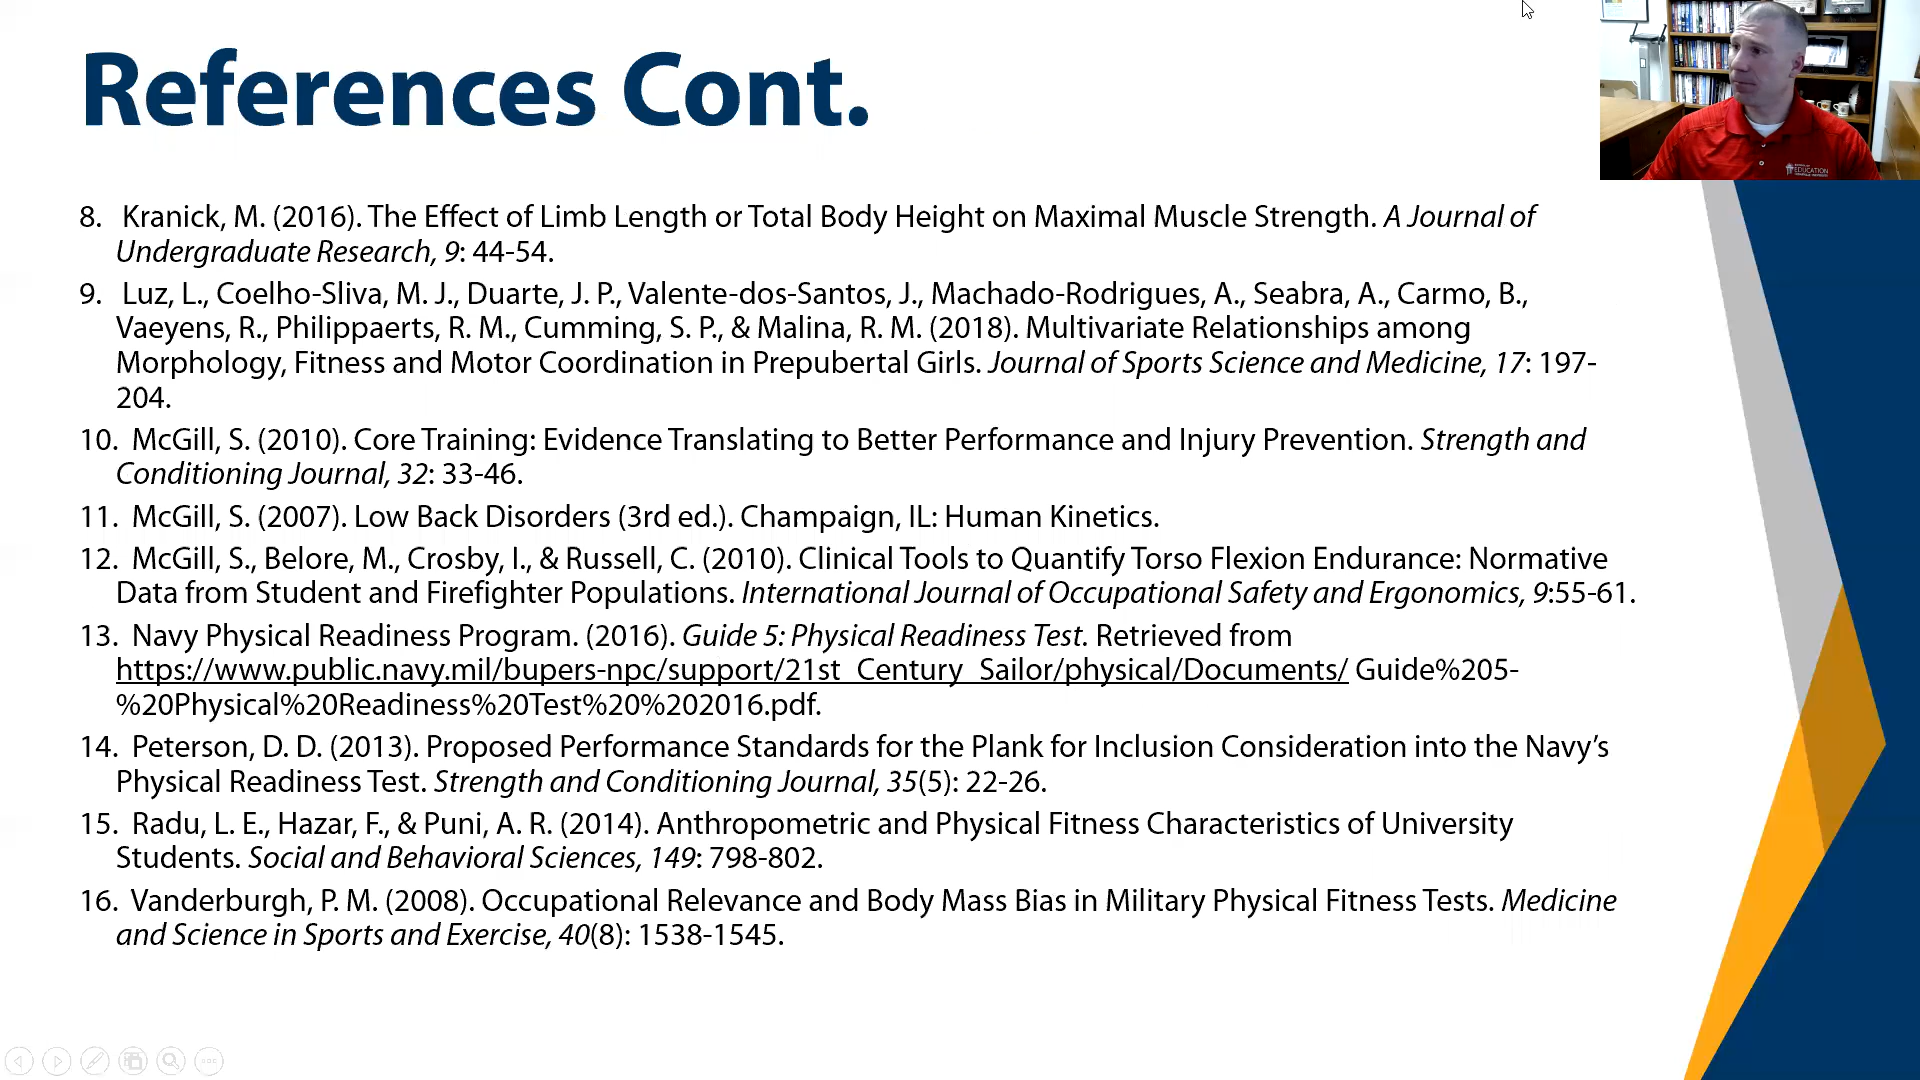 References Cont.
8. Kranick, M. (2016). The Effect of Limb Length or Total Body Height on Maximal Muscle Strength. A Journal of
Undergraduate Research, 9: 44-54.
9. Luz, L., Coelho-Sliva, M. J., Duarte, J. P., Valente-dos-Santos, J., Machado-Rodrigues, A., Seabra, A., Carmo, B.,
Vaeyens, R., Philippaerts, R. M., Cumming, S. P., & Malina, R. M. (2018). Multivariate Relationships among
Morphology, Fitness and Motor Coordination in Prepubertal Girls. Journal of Sports Science and Medicine, 17: 197-
204.
10. McGill, S. (2010). Core Training: Evidence Translating to Better Performance and Injury Prevention. Strength and
Conditioning Journal, 32: 33-46.
11. McGill, S. (2007). Low Back Disorders (3rd ed.). Champaign, IL: Human Kinetics.
12. McGill, S., Belore, M., Crosby, I., & Russell, C. (2010). Clinical Tools to Quantify Torso Flexion Endurance: Normative
Data from Student and Firefighter Populations. International Journal of Occupational Safety and Ergonomics, 9:55-61.
13. Navy Physical Readiness Program. (2016). Guide 5: Physical Readiness Test. Retrieved from
https://www.public.navy.mil/bupers-npc/support/21st_Century_Sailor/physical/Documents/ Guide%205-
%20Physical%20Readiness%20Test%20%202016.pdf.
14. Peterson, D. D. (2013). Proposed Performance Standards for the Plank for Inclusion Consideration into the Navy’s
Physical Readiness Test. Strength and Conditioning Journal, 35(5): 22-26.
15. Radu, L. E., Hazar, F., & Puni, A. R. (2014). Anthropometric and Physical Fitness Characteristics of University
Students. Social and Behavioral Sciences, 149: 798-802.
16. Vanderburgh, P. M. (2008). Occupational Relevance and Body Mass Bias in Military Physical Fitness Tests. Medicine
and Science in Sports and Exercise, 40(8): 1538-1545.
EDUCATION